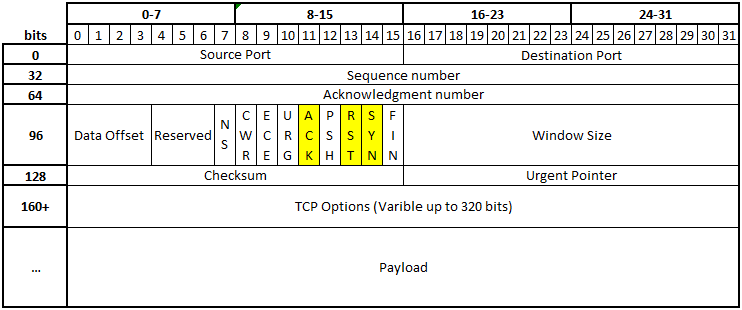 0-7 8-15 16-23 24-31
bits 0 1 2 3 4 5 6 7 8 9 10 11 12 13 14 15 16 17 18 19 20 21 22 23 24 25 26 27 28 29 30 31
0 Source Port Destination Port
32 Sequence number
64 Acknowledgment number
96 Data Offset Reserved NS CWR ECE URG ACK PSH RST SYN FIN Window Size
128 Checksum Urgent Pointer
160+ TCP Options (Varible up to 320 bits)
... Payload